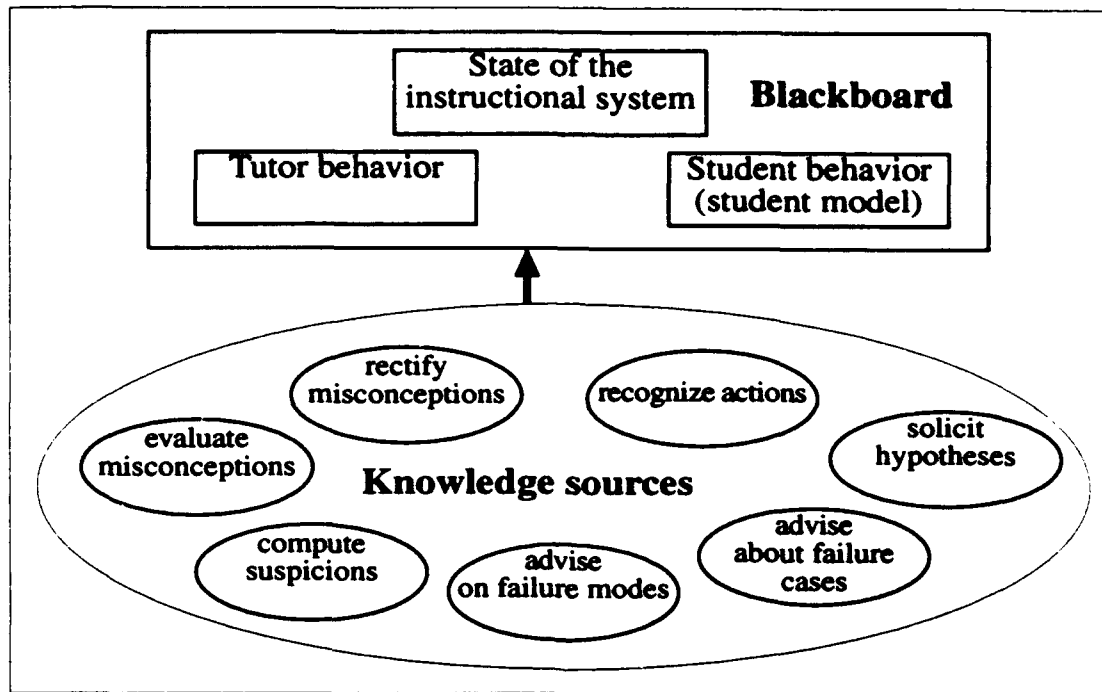 State of the
instructional system
Blackboard
Tutor behavior
Student behavior
(student model)
rectify
misconceptions
recognize actions
evaluate
misconceptions
solicit
hypotheses
Knowledge sources
compute
suspicions
advise
on failure modes
advise
about failure
cases